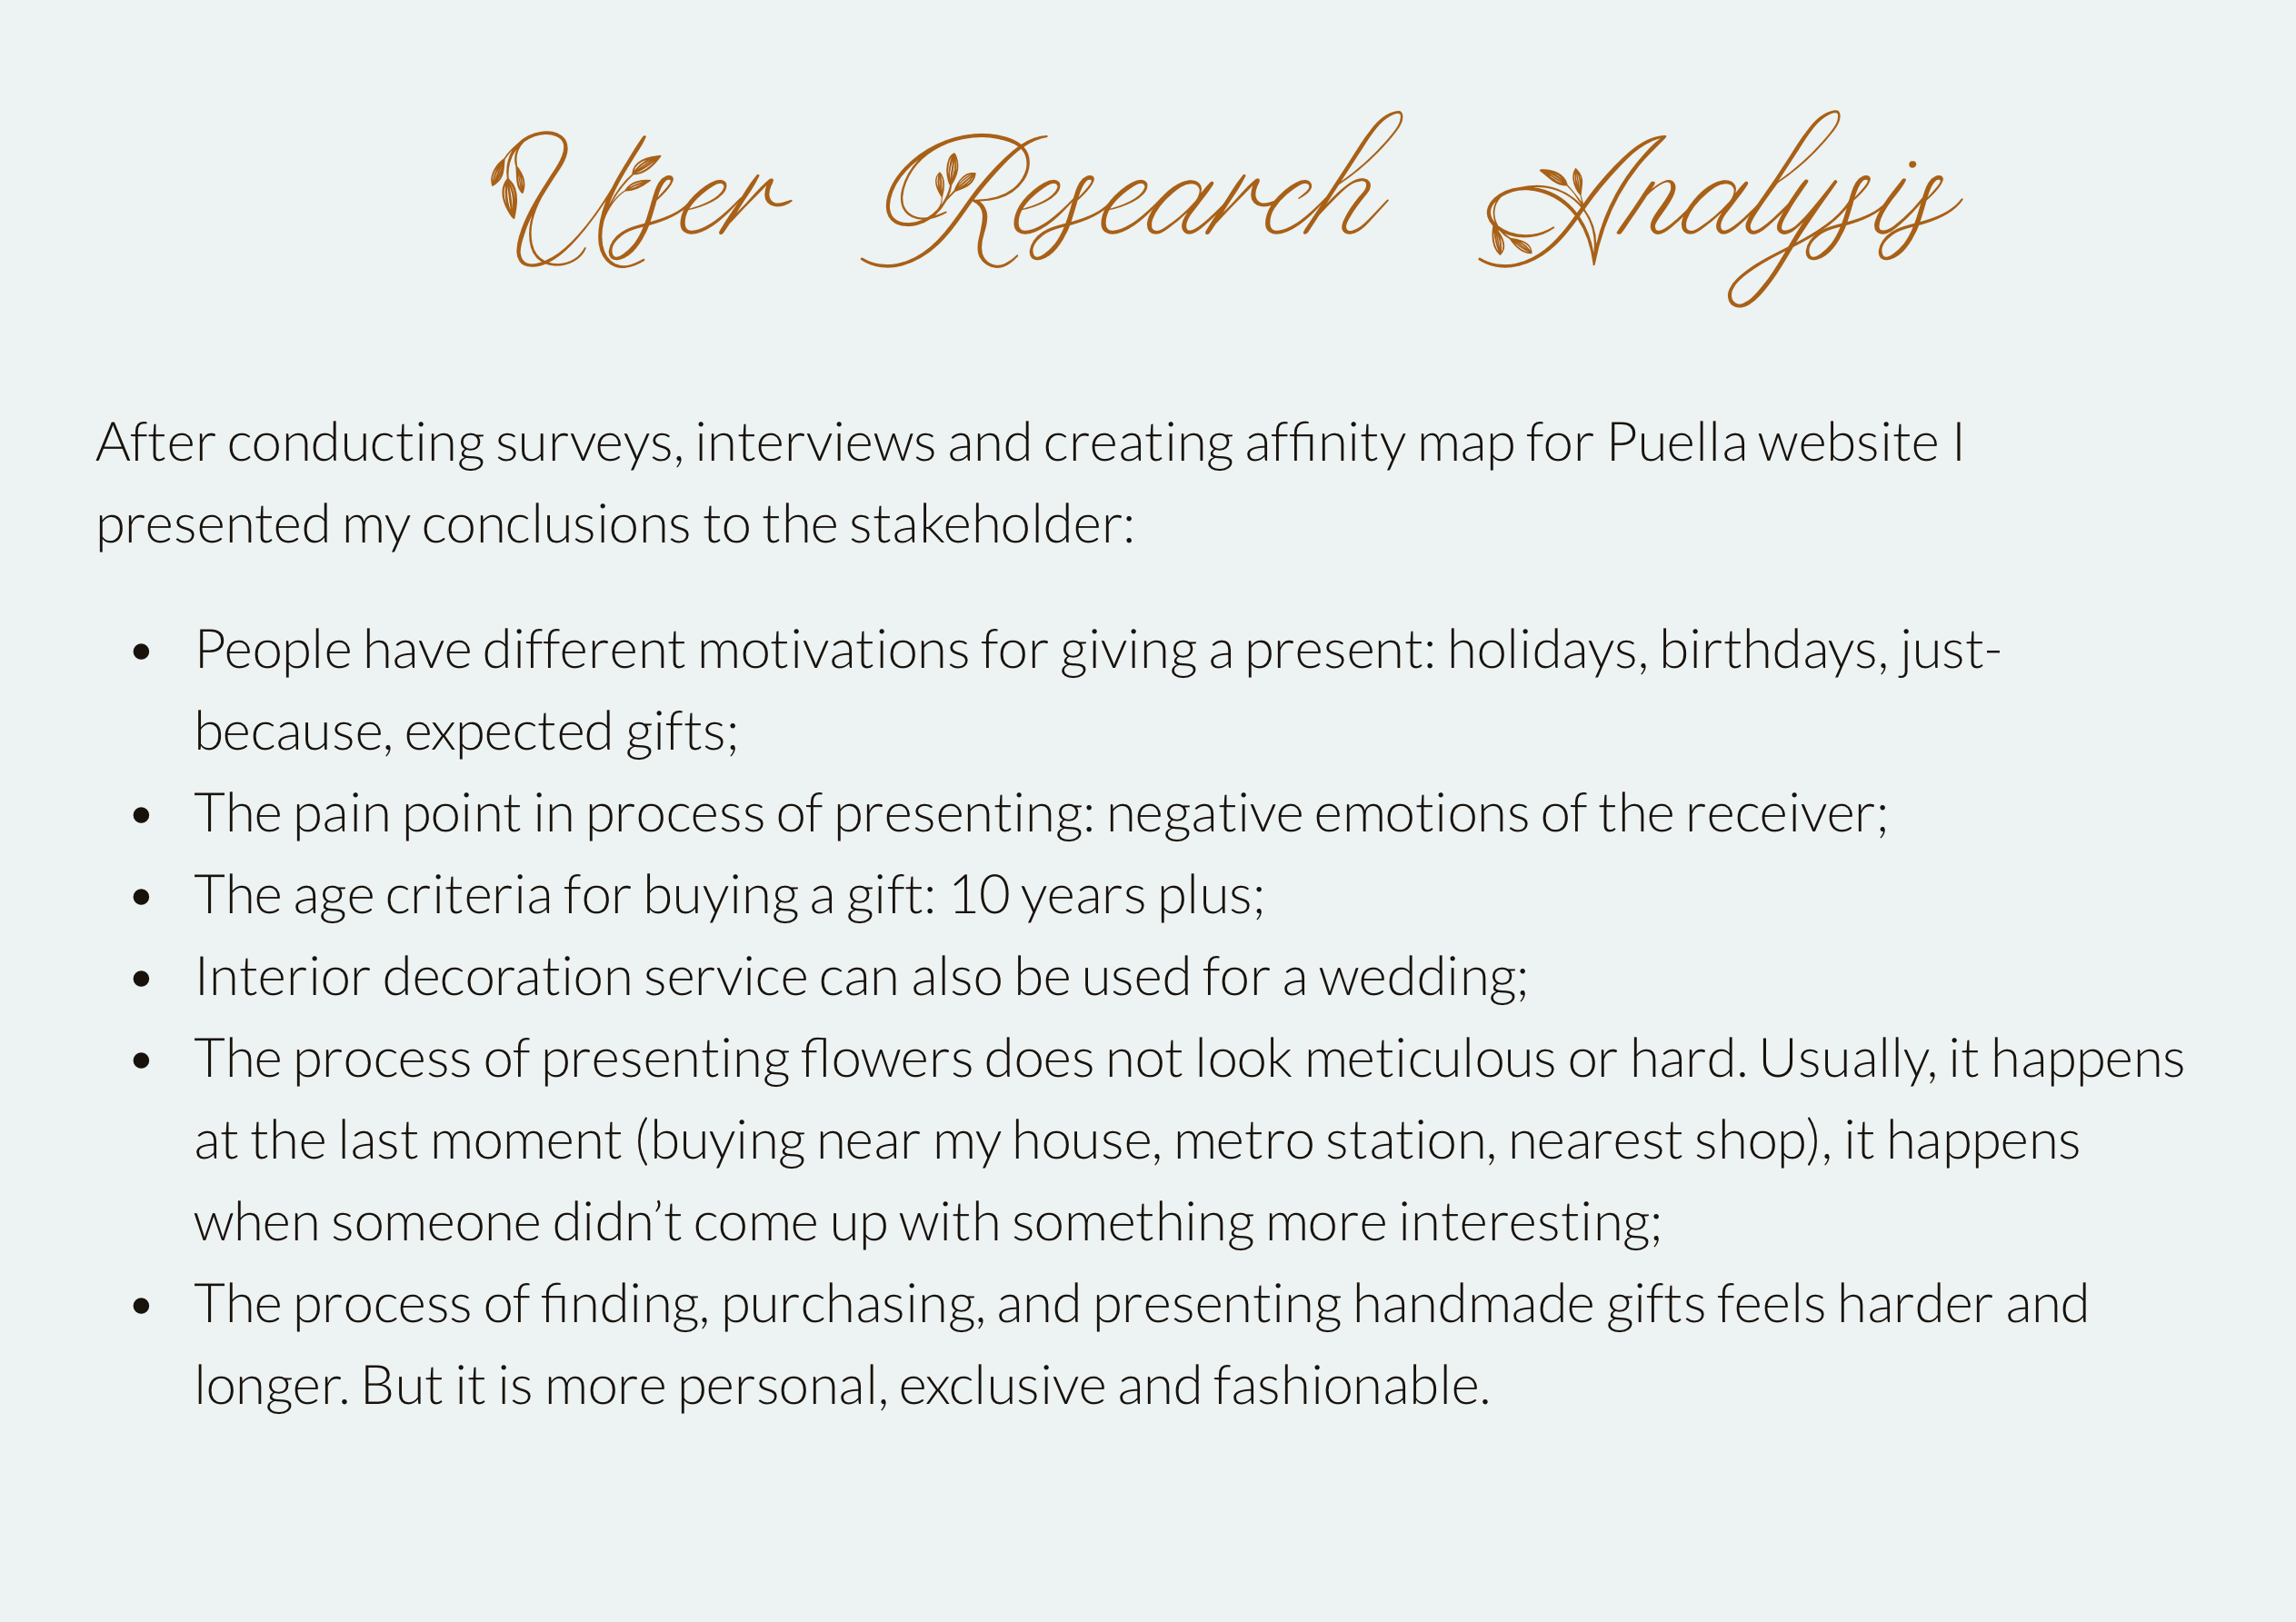 User Research Analysis
After conducting surveys, interviews and creating affinity map for Puella website I
presented my conclusions to the stakeholder:
• People have different motivations for giving a present: holidays, birthdays, just-
because, expected gifts;
• The pain point in process of presenting: negative emotions of the receiver;
• The age criteria for buying a gift: 10 years plus;
• Interior decoration service can also be used for a wedding;
• The process of presenting flowers does not look meticulous or hard. Usually, it happens
at the last moment (buying near my house, metro station, nearest shop), it happens
when someone didn’t come up with something more interesting;
• The process of finding, purchasing, and presenting handmade gifts feels harder and
longer. But it is more personal, exclusive and fashionable.